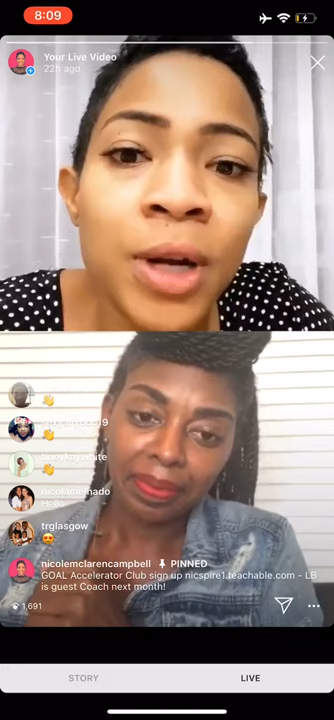 8:09
Your Live Video
22h ago
trglasgow
nicolemclarencampbell PINNED
GOAL Accelerator Club sign up nicspire1.teachable.com - LB
is guest Coach next month!
1,691
STORY
LIVE